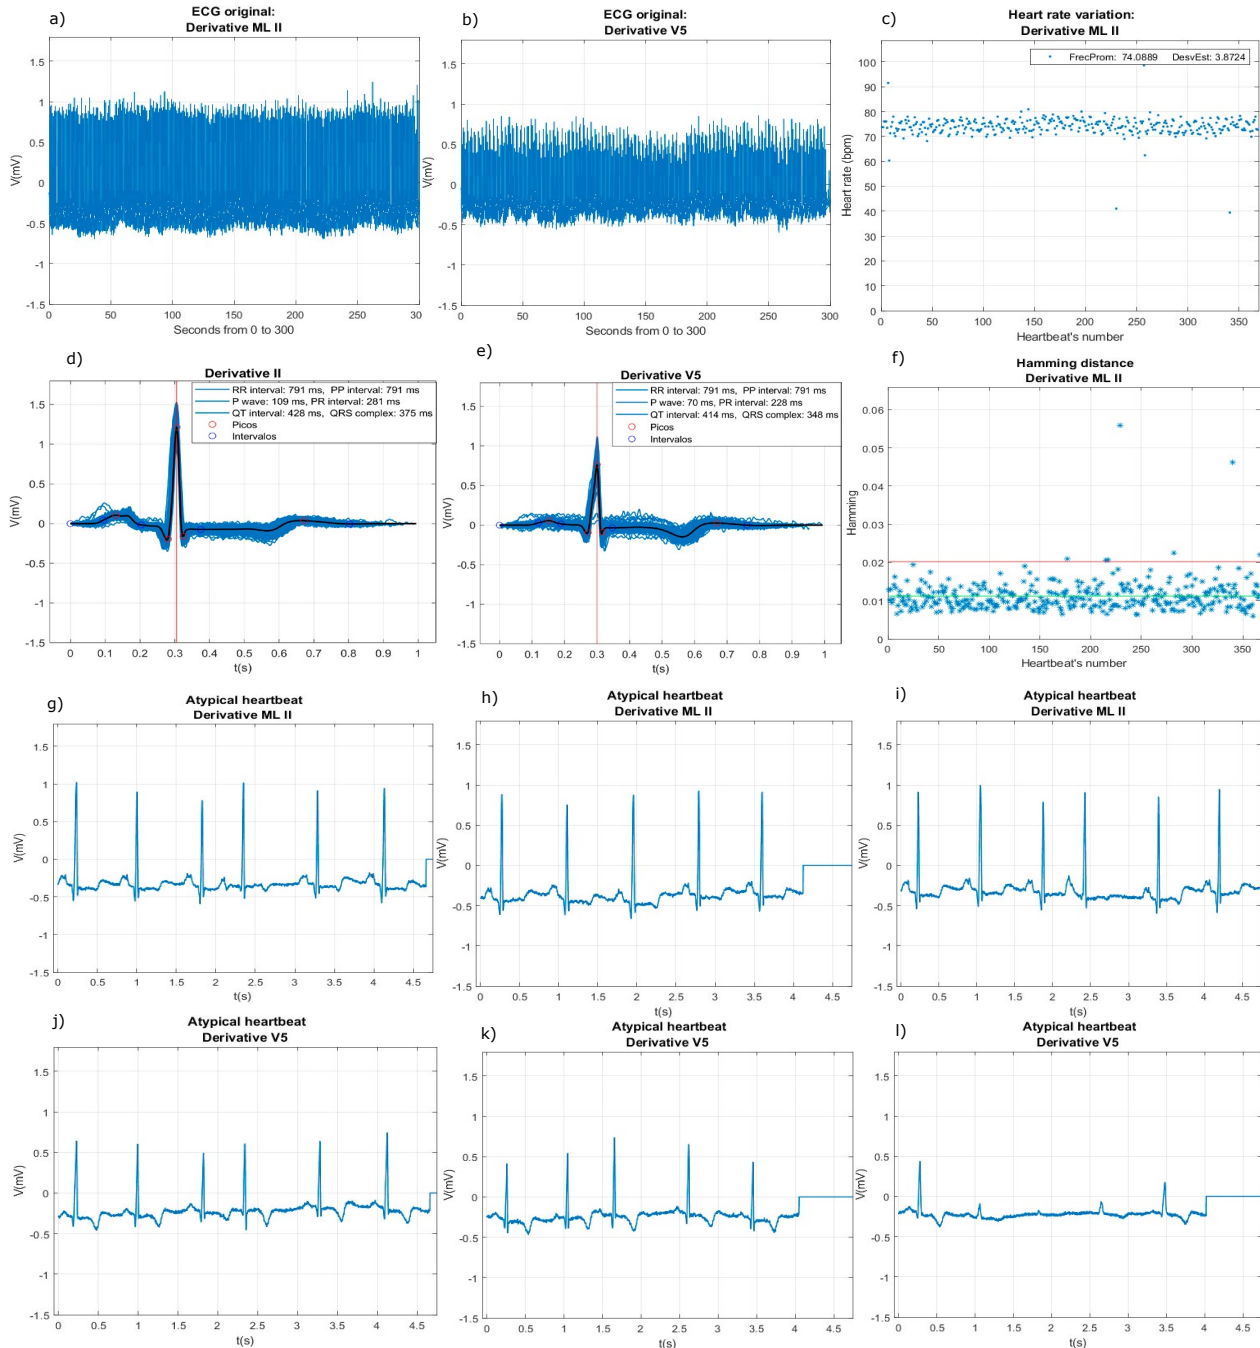 a)
ECG original:
Derivative ML II
1.5
1
0.5
0
-0.5
-1
-1.5
V(mV)
0
50
100
150
200
250
30
Seconds from 0 to 300
b)
ECG original:
Derivative V5
1.5
1
0.5
0
-0.5
-1
-1.5
V(mV)
0
50
100
150
200
250
300
Seconds from 0 to 300
c)
Heart rate variation:
Derivative ML II
FrecProm: 74.0889 DesvEst: 3.8724
100
90
80
70
60
50
40
30
20
10
0
Heart rate (bpm)
0
50
100
150
200
250
300
350
Heartbeat's number
d)
Derivative II
RR interval: 791 ms, PP interval: 791 ms
P wave: 109 ms, PR interval: 281 ms
QT interval: 428 ms, QRS complex: 375 ms
Picos
Intervalos
1.5
1
0.5
0
-0.5
-1
-1.5
V(mV)
0
0.1
0.2
0.3
0.4
0.5
0.6
0.7
0.8
0.9
1
t(s)
e)
Derivative V5
RR interval: 791 ms, PP interval: 791 ms
P wave: 70 ms, PR interval: 228 ms
QT interval: 414 ms, QRS complex: 348 ms
Picos
Intervalos
1.5
1
0.5
0
-0.5
-1
-1.5
V(mV)
0
0.1
0.2
0.3
0.4
0.5
0.6
0.7
0.8
0.9
1
t(s)
f)
Hamming distance
Derivative ML II
0.06
0.05
0.04
0.03
0.02
0.01
0
Hamming
0
50
100
150
200
250
300
350
Heartbeat's number
g)
Atypical heartbeat
Derivative ML II
1.5
1
0.5
0
-0.5
-1
-1.5
V(mV)
0
0.5
1
1.5
2
2.5
3
3.5
4
4.5
t(s)
h)
Atypical heartbeat
Derivative ML II
1.5
1
0.5
0
-0.5
-1
-1.5
V(mV)
0
0.5
1
1.5
2
2.5
3
3.5
4
4.5
t(s)
i)
Atypical heartbeat
Derivative ML II
1.5
1
0.5
0
-0.5
-1
-1.5
V(mV)
0
0.5
1
1.5
2
2.5
3
3.5
4
4.5
t(s)
j)
Atypical heartbeat
Derivative V5
1.5
1
0.5
0
-0.5
-1
-1.5
V(mV)
0
0.5
1
1.5
2
2.5
3
3.5
4
4.5
t(s)
k)
Atypical heartbeat
Derivative V5
1.5
1
0.5
0
-0.5
-1
-1.5
V(mV)
0
0.5
1
1.5
2
2.5
3
3.5
4
4.5
t(s)
l)
Atypical heartbeat
Derivative V5
1.5
1
0.5
0
-0.5
-1
-1.5
V(mV)
0
0.5
1
1.5
2
2.5
3
3.5
4
4.5
t(s)